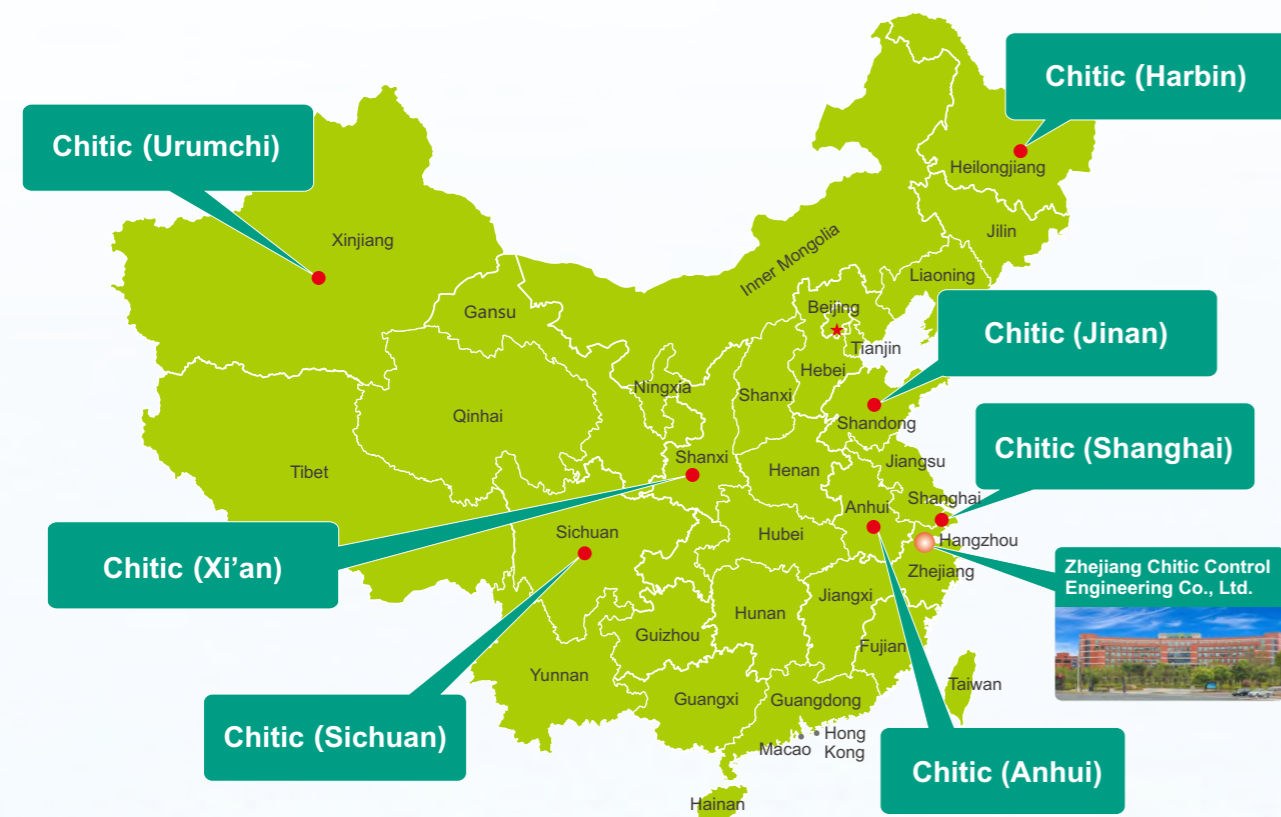 Chitic (Harbin)
Chitic (Urumchi)
Heilongjiang
Xinjiang
Jilin
Inner Mongolia
Liaoning
Gansu
Beijing
Chitic (Jinan)
Tianjin
Hebei
Ningxia
Shanxi
Qinhai
Shandong
Chitic (Shanghai)
Shanxi
Jiangsu
Tibet
Henan
Shanghai
Anhui
Sichuan
Hubei
Hangzhou
Chitic (Xi’an)
Zhejiang
Zhejiang Chitic Control
Engineering Co., Ltd.
Jiangxi
Hunan
Guizhou
Fujian
Yunnan
Taiwan
Guangxi
Guangdong
Chitic (Sichuan)
Hong
Kong
Macao
Chitic (Anhui)
Hainan